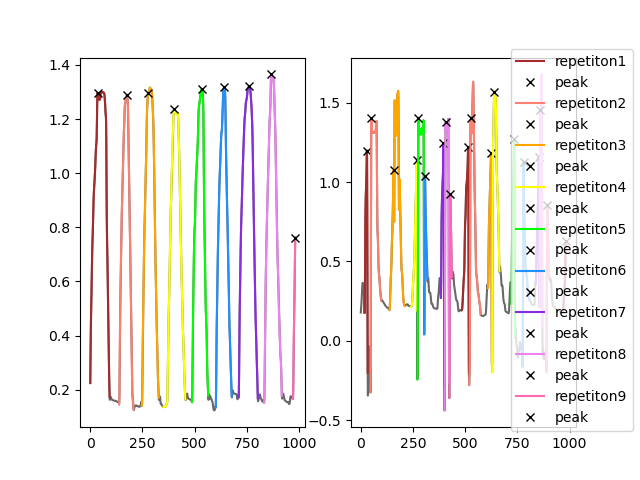 1.4
1.2
1.0
0.8
0.6
0.4
0.2
0
250
500
750
1000
1.5
1.0
0.5
0.0
−0.5
0
250
500
750
1000
repetiton1
peak
repetiton2
peak
repetiton3
peak
repetiton4
peak
repetiton5
peak
repetiton6
peak
repetiton7
peak
repetiton8
peak
repetiton9
peak